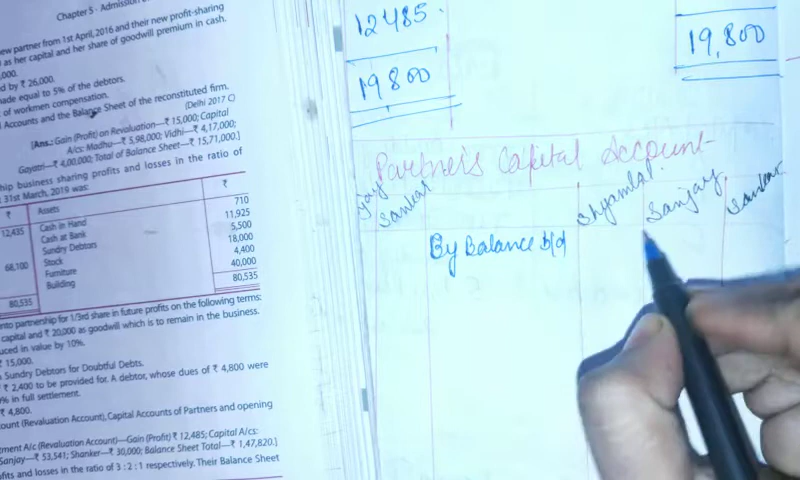 Chapter 5 · Admission
ew partner from 1st April, 2016 and their new profit-sharing
as her capital and her share of goodwill premium in cash.
,000.
d by ₹ 26,000.
ade equal to 5% of the debtors.
of workmen compensation.
Accounts and the Balance Sheet of the reconstituted firm.
(Delhi 2017 C)
[Ans.: Gain (Profit) on Revaluation—₹ 15,000; Capital
A/cs: Madhu—₹ 5,98,000; Vidhi—₹ 4,17,000;
Gayatri—₹ 4,00,000; Total of Balance Sheet—₹ 15,71,000.]
hip business sharing profits and losses in the ratio of
31st March, 2019 was:
₹ Assets ₹
12,435 Cash in Hand 710
Cash at Bank 11,925
Sundry Debtors 5,500
68,100 Stock 18,000
Furniture 4,400
Building 40,000
80,535 80,535
nto partnership for 1/3rd share in future profits on the following terms:
capital and ₹ 20,000 as goodwill which is to remain in the business.
uced in value by 10%.
₹ 15,000.
Sundry Debtors for Doubtful Debts.
₹ 2,400 to be provided for. A debtor, whose dues of ₹ 4,800 were
% in full settlement.
₹ 4,800.
ount (Revaluation Account), Capital Accounts of Partners and opening
tment A/c (Revaluation Account)—Gain (Profit) ₹ 12,485; Capital A/cs:
Sanjay—₹ 53,541; Shanker—₹ 30,000; Balance Sheet Total—₹ 1,47,820.]
ofits and losses in the ratio of 3 : 2 : 1 respectively. Their Balance Sheet
12485.
19800
19,800
Partner's Capital Account
jay Sankar Shyamlal Sanjay Sankar
By Balance b/d